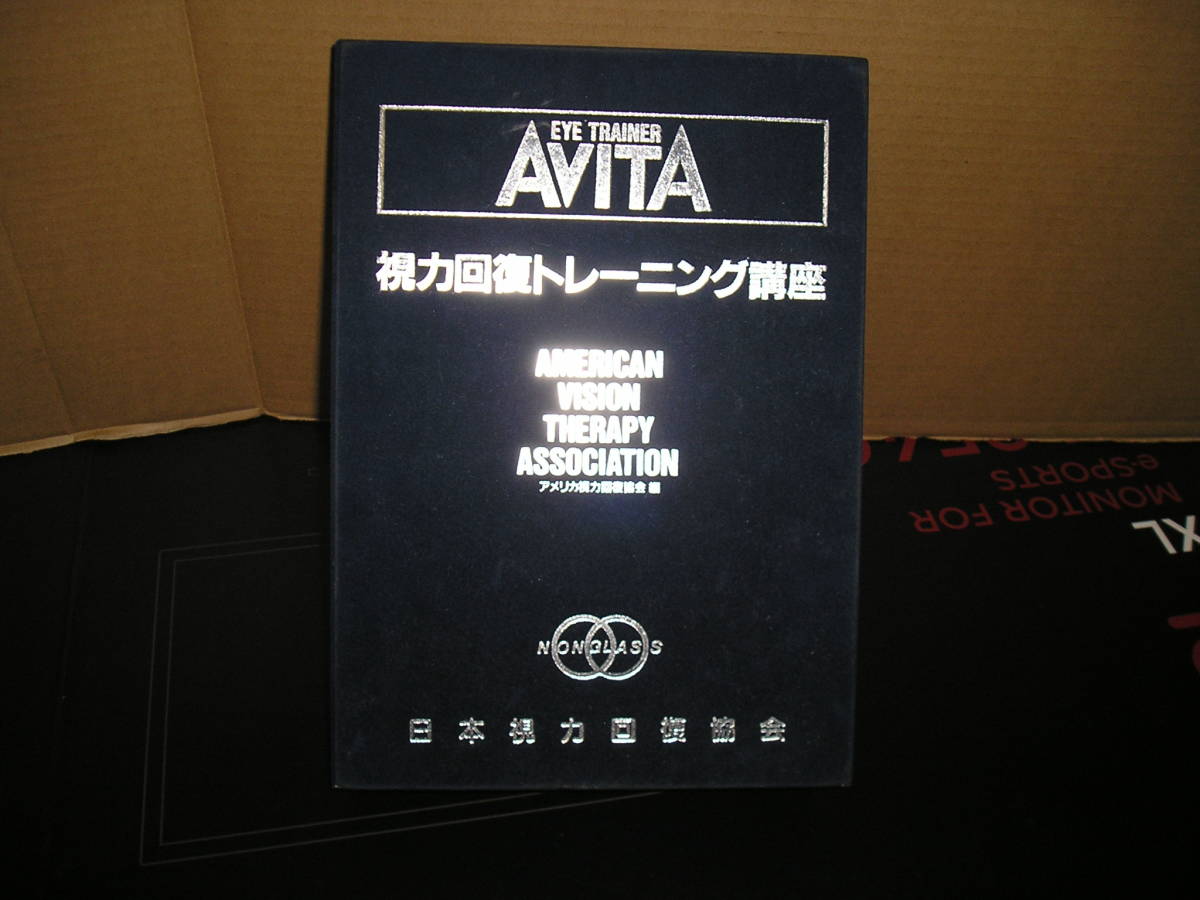 EYE TRAINER
AVITA
視力回復トレーニング講座
AMERICAN
VISION
THERAPY
ASSOCIATION
アメリカ視力回復協会 編
NONGLASS
日本視力回復協会
e-SPORTS
MONITOR FOR
XL